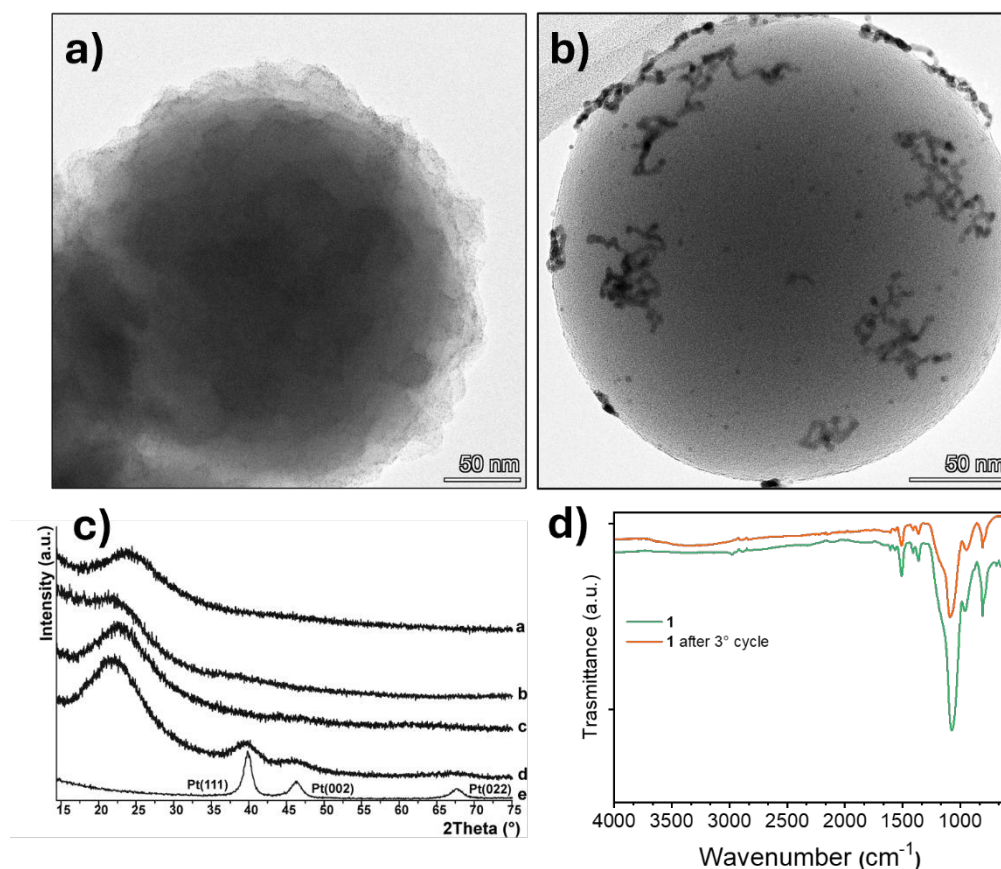 a)
50 nm
b)
50 nm
c)
Intensity (a.u.)
a
b
c
d
e
Pt(111)
Pt(002)
Pt(022)
15 20 25 30 35 40 45 50 55 60 65 70 75
2Theta (°)
d)
Trasmittance (a.u.)
1
1 after 3° cycle
4000 3500 3000 2500 2000 1500 1000
Wavenumber (cm⁻¹)